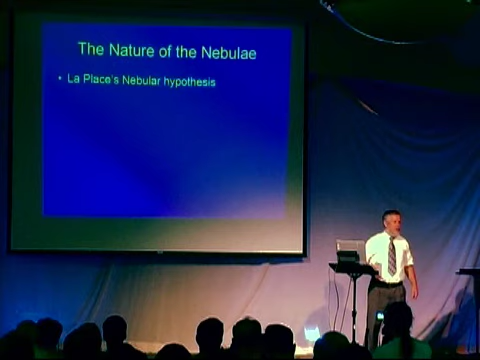 The Nature of the Nebulae
• La Place's Nebular hypothesis